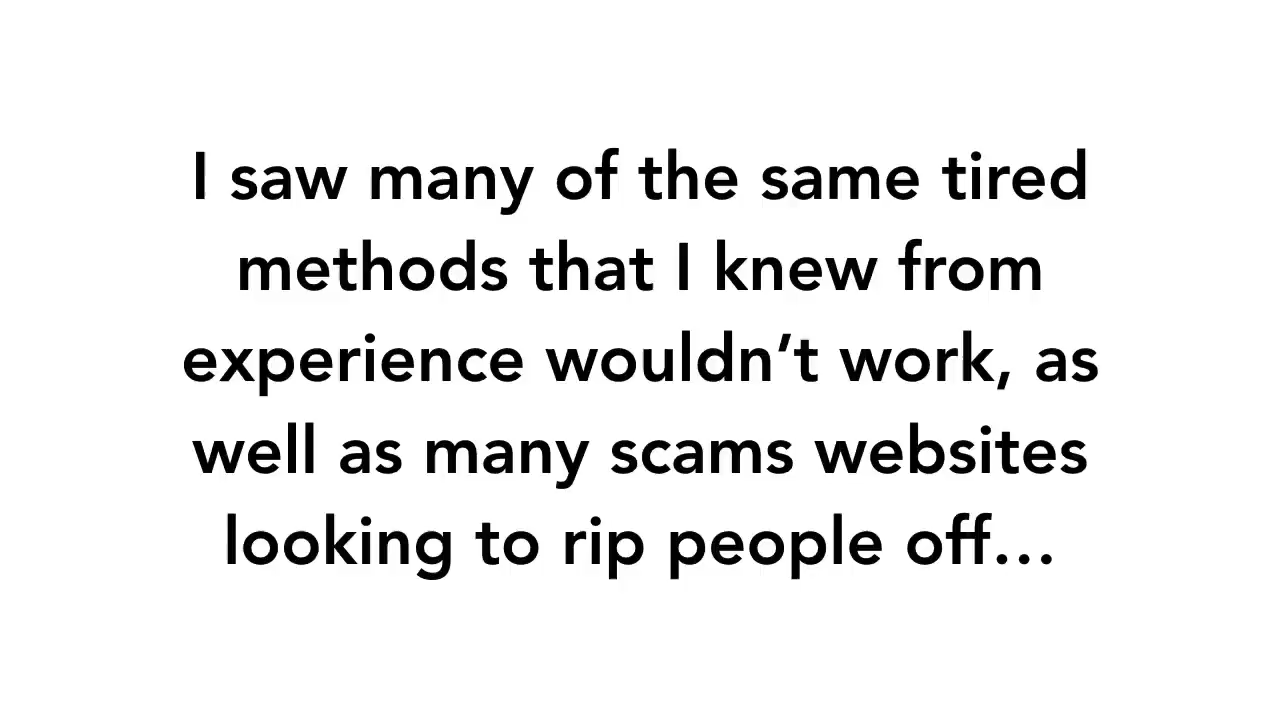 I saw many of the same tired
methods that I knew from
experience wouldn’t work, as
well as many scams websites
looking to rip people off…